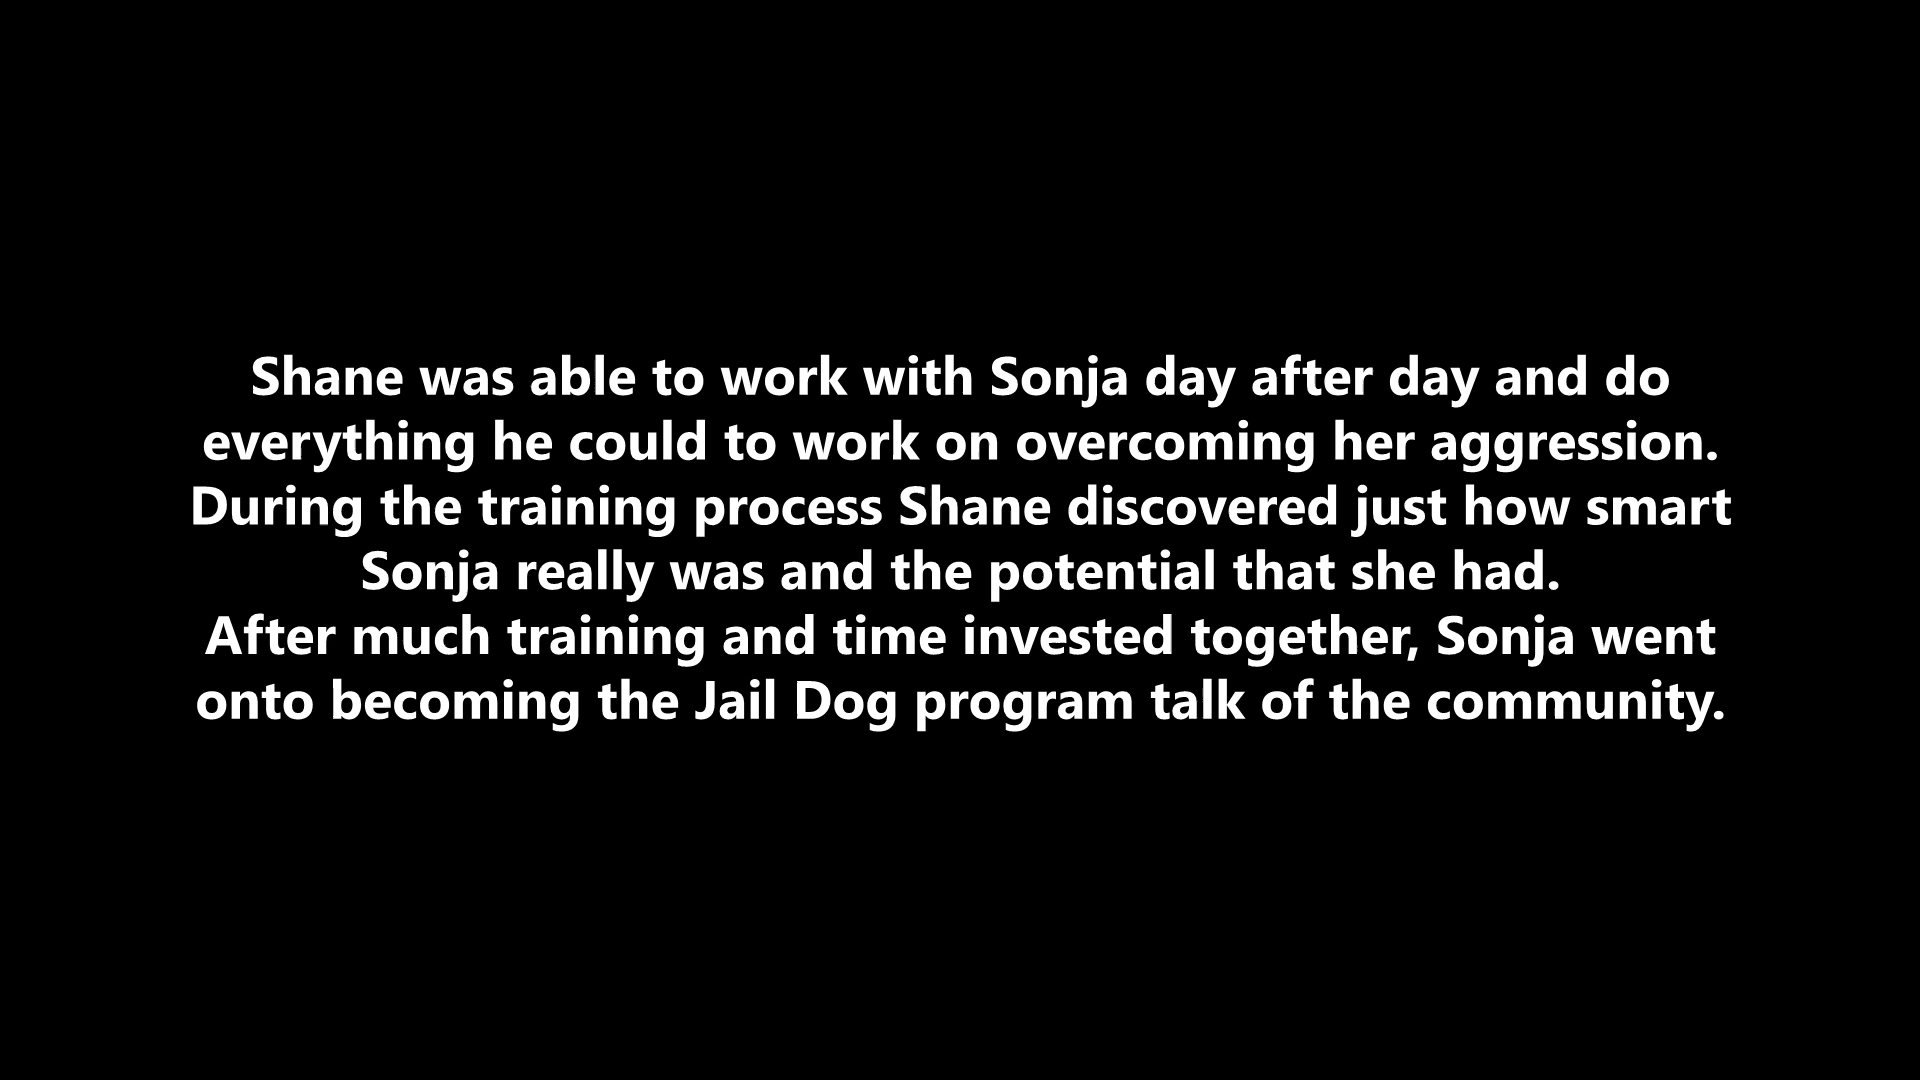 Shane was able to work with Sonja day after day and do
everything he could to work on overcoming her aggression.
During the training process Shane discovered just how smart
Sonja really was and the potential that she had.
After much training and time invested together, Sonja went
onto becoming the Jail Dog program talk of the community.